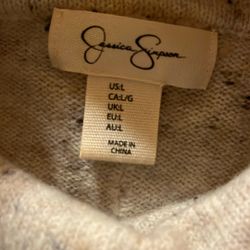 Jessica Simpson
US:L
CA:L/G
UK:L
EU:L
AU:L
MADE IN
CHINA